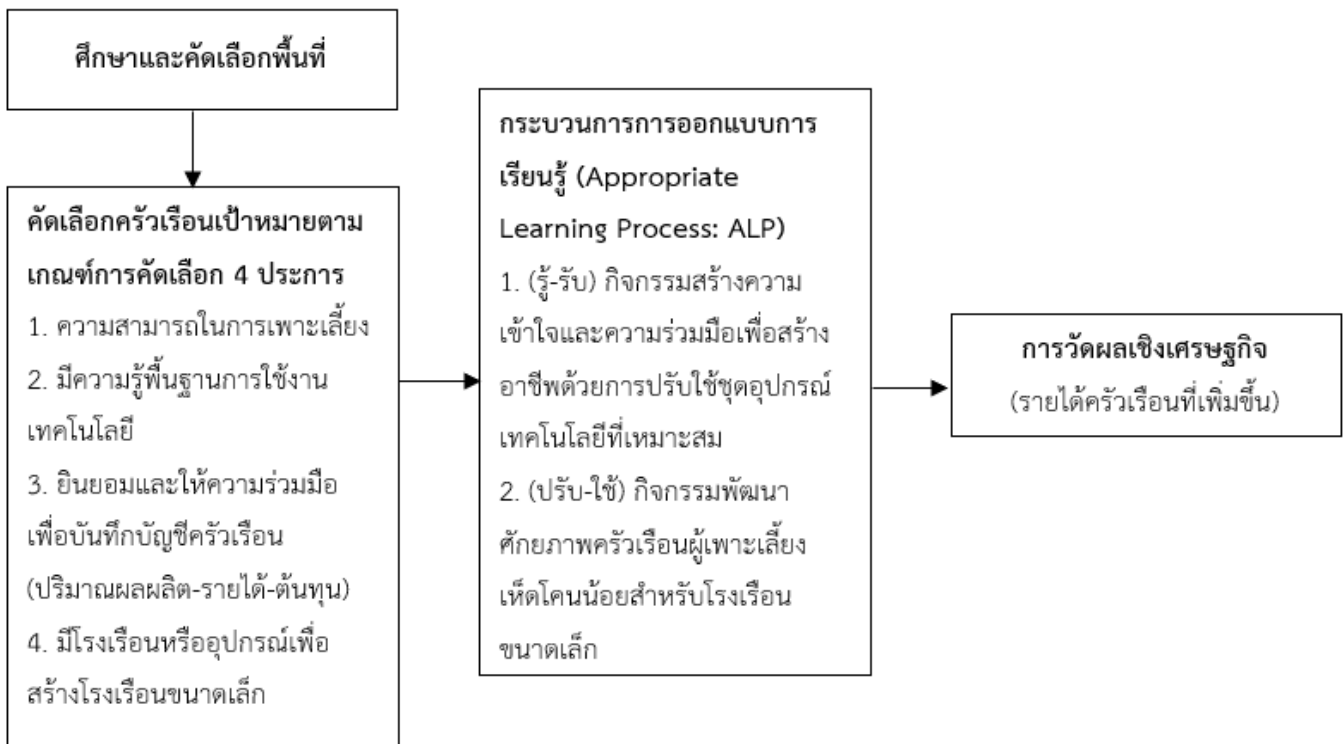 ศึกษาและคัดเลือกพื้นที่
คัดเลือกครัวเรือนเป้าหมายตาม
เกณฑ์การคัดเลือก 4 ประการ
1. ความสามารถในการเพาะเลี้ยง
2. มีความรู้พื้นฐานการใช้งาน
เทคโนโลยี
3. ยินยอมและให้ความร่วมมือ
เพื่อบันทึกบัญชีครัวเรือน
(ปริมาณผลผลิต-รายได้-ต้นทุน)
4. มีโรงเรือนหรืออุปกรณ์เพื่อ
สร้างโรงเรือนขนาดเล็ก
กระบวนการการออกแบบการ
เรียนรู้ (Appropriate
Learning Process: ALP)
1. (รู้-รับ) กิจกรรมสร้างความ
เข้าใจและความร่วมมือเพื่อสร้าง
อาชีพด้วยการปรับใช้ชุดอุปกรณ์
เทคโนโลยีที่เหมาะสม
2. (ปรับ-ใช้) กิจกรรมพัฒนา
ศักยภาพครัวเรือนผู้เพาะเลี้ยง
เห็ดโคนน้อยสำหรับโรงเรือน
ขนาดเล็ก
การวัดผลเชิงเศรษฐกิจ
(รายได้ครัวเรือนที่เพิ่มขึ้น)